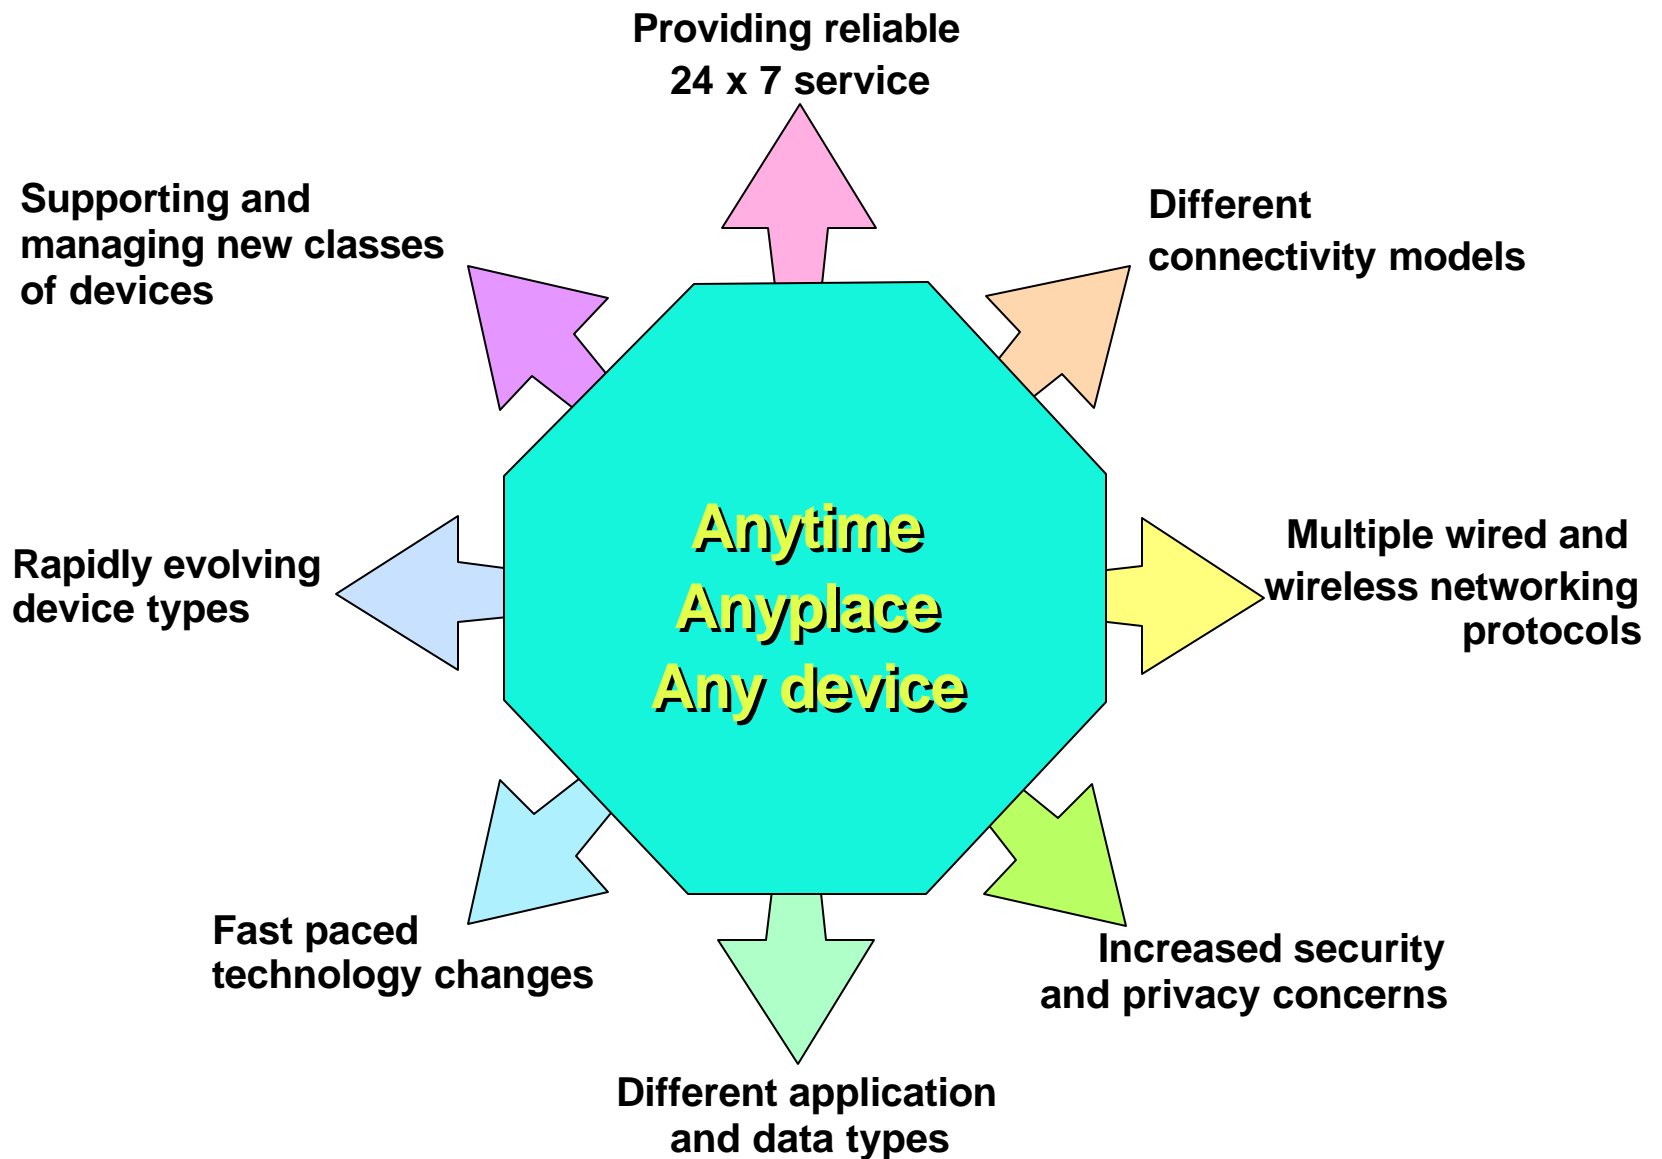 Providing reliable
24 x 7 service
Supporting and
managing new classes
of devices
Different
connectivity models
Rapidly evolving
device types
Anytime
Anyplace
Any device
Multiple wired and
wireless networking
protocols
Fast paced
technology changes
Increased security
and privacy concerns
Different application
and data types